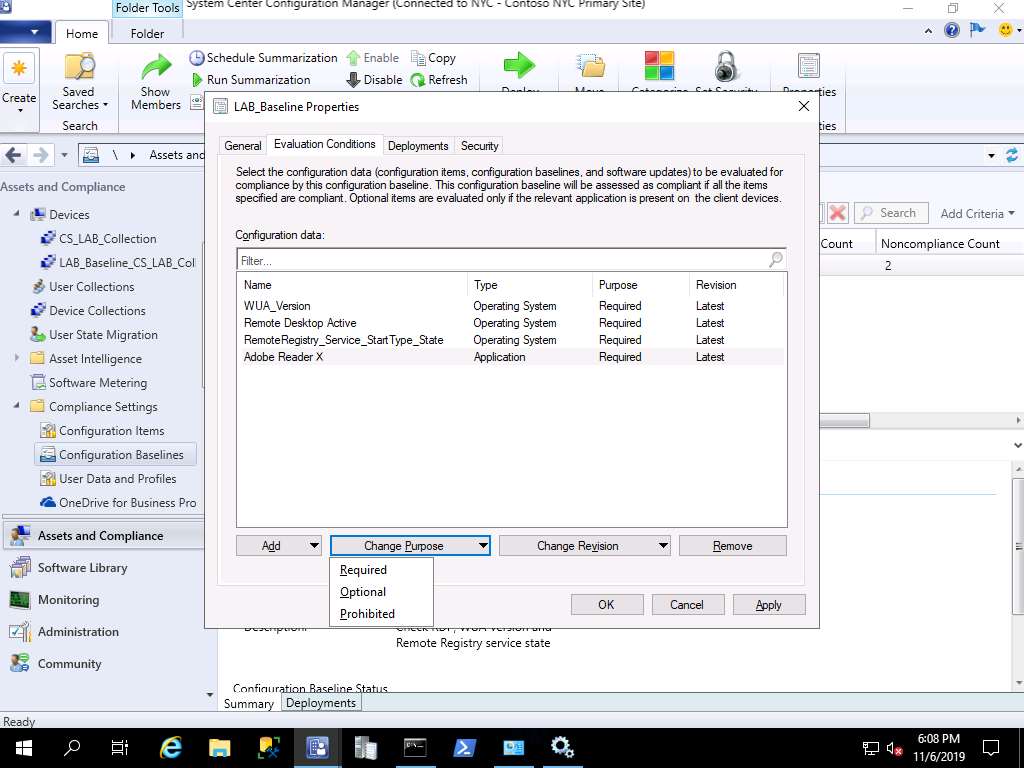 Folder Tools
System Center Configuration Manager (Connected to NYC - Contoso NYC Primary Site)
Home
Folder
Create
Saved
Searches
Search
Show
Members
Schedule Summarization
Run Summarization
Enable
Disable
Copy
Refresh
Categorize
Set Security
Move
Properties
\
Assets and
Assets and Compliance
Devices
CS_LAB_Collection
LAB_Baseline_CS_LAB_Coll
User Collections
Device Collections
User State Migration
Asset Intelligence
Software Metering
Compliance Settings
Configuration Items
Configuration Baselines
User Data and Profiles
OneDrive for Business Pro
Assets and Compliance
Software Library
Monitoring
Administration
Community
Search
Add Criteria
Count
Noncompliance Count
2
LAB_Baseline Properties
General
Evaluation Conditions
Deployments
Security
Select the configuration data (configuration items, configuration baselines, and software updates) to be evaluated for
compliance by this configuration baseline. This configuration baseline will be assessed as compliant if all the items
specified are compliant. Optional items are evaluated only if the relevant application is present on the client devices.
Configuration data:
Filter...
Name Type Purpose Revision
WUA_Version Operating System Required Latest
Remote Desktop Active Operating System Required Latest
RemoteRegistry_Service_StartType_State Operating System Required Latest
Adobe Reader X Application Required Latest
Add
Change Purpose
Change Revision
Remove
Required
Optional
Prohibited
OK
Cancel
Apply
Description:
Check RDP, WUA version and
Remote Registry service state
Configuration Baseline Status
Summary
Deployments
Ready
6:08 PM
11/6/2019